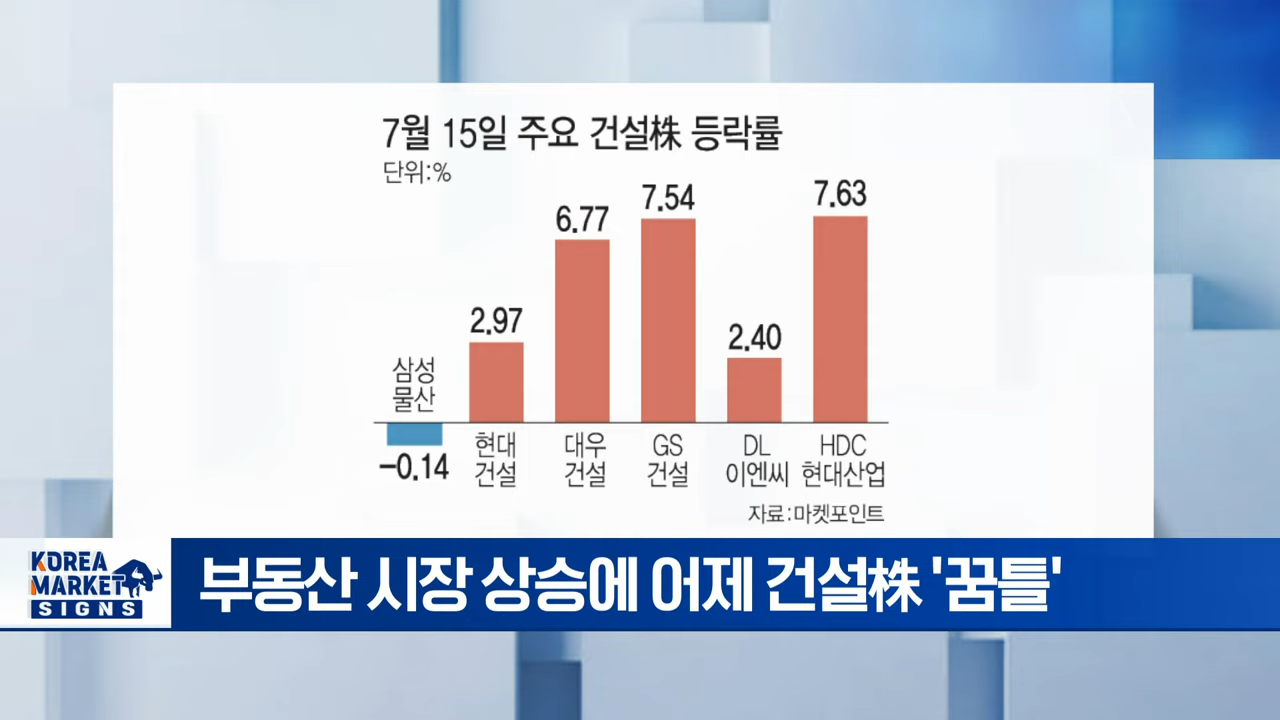 7월 15일 주요 건설株 등락률
단위:%
삼성
물산
-0.14
2.97
현대
건설
6.77
대우
건설
7.54
GS
건설
2.40
DL
이엔씨
7.63
HDC
현대산업
자료:마켓포인트
KOREA
MARKET
SIGNS
부동산 시장 상승에 어제 건설株 '꿈틀'